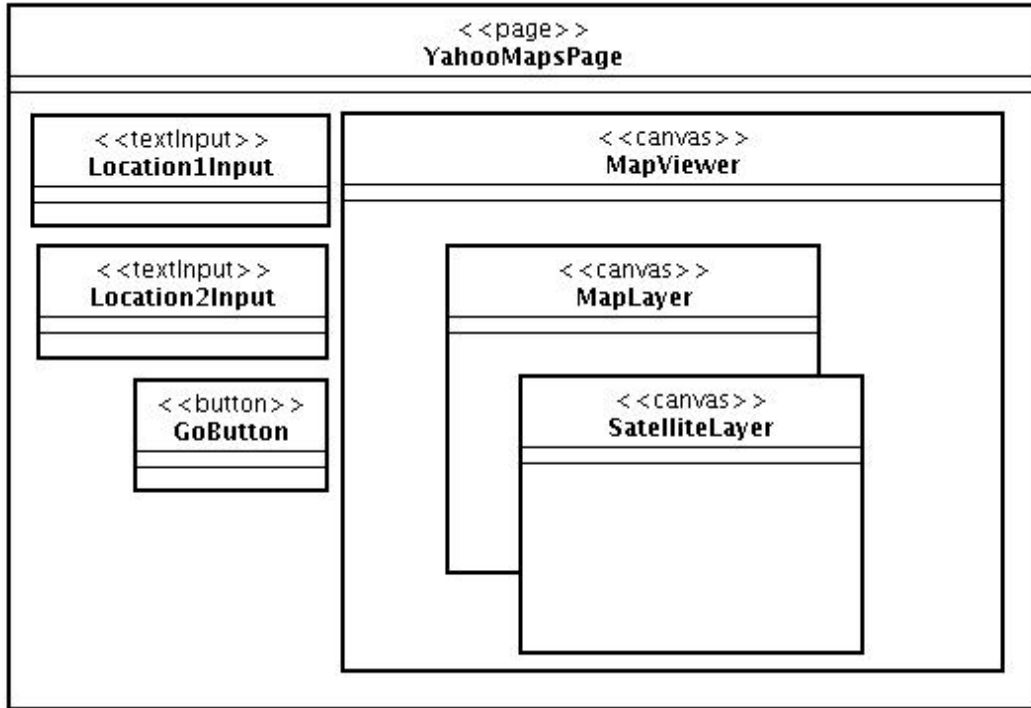 < <page> >
YahooMapsPage
< <textInput> >
Location1Input
< <canvas> >
MapViewer
< <textInput> >
Location2Input
< <canvas> >
MapLayer
< <button> >
GoButton
< <canvas> >
SatelliteLayer